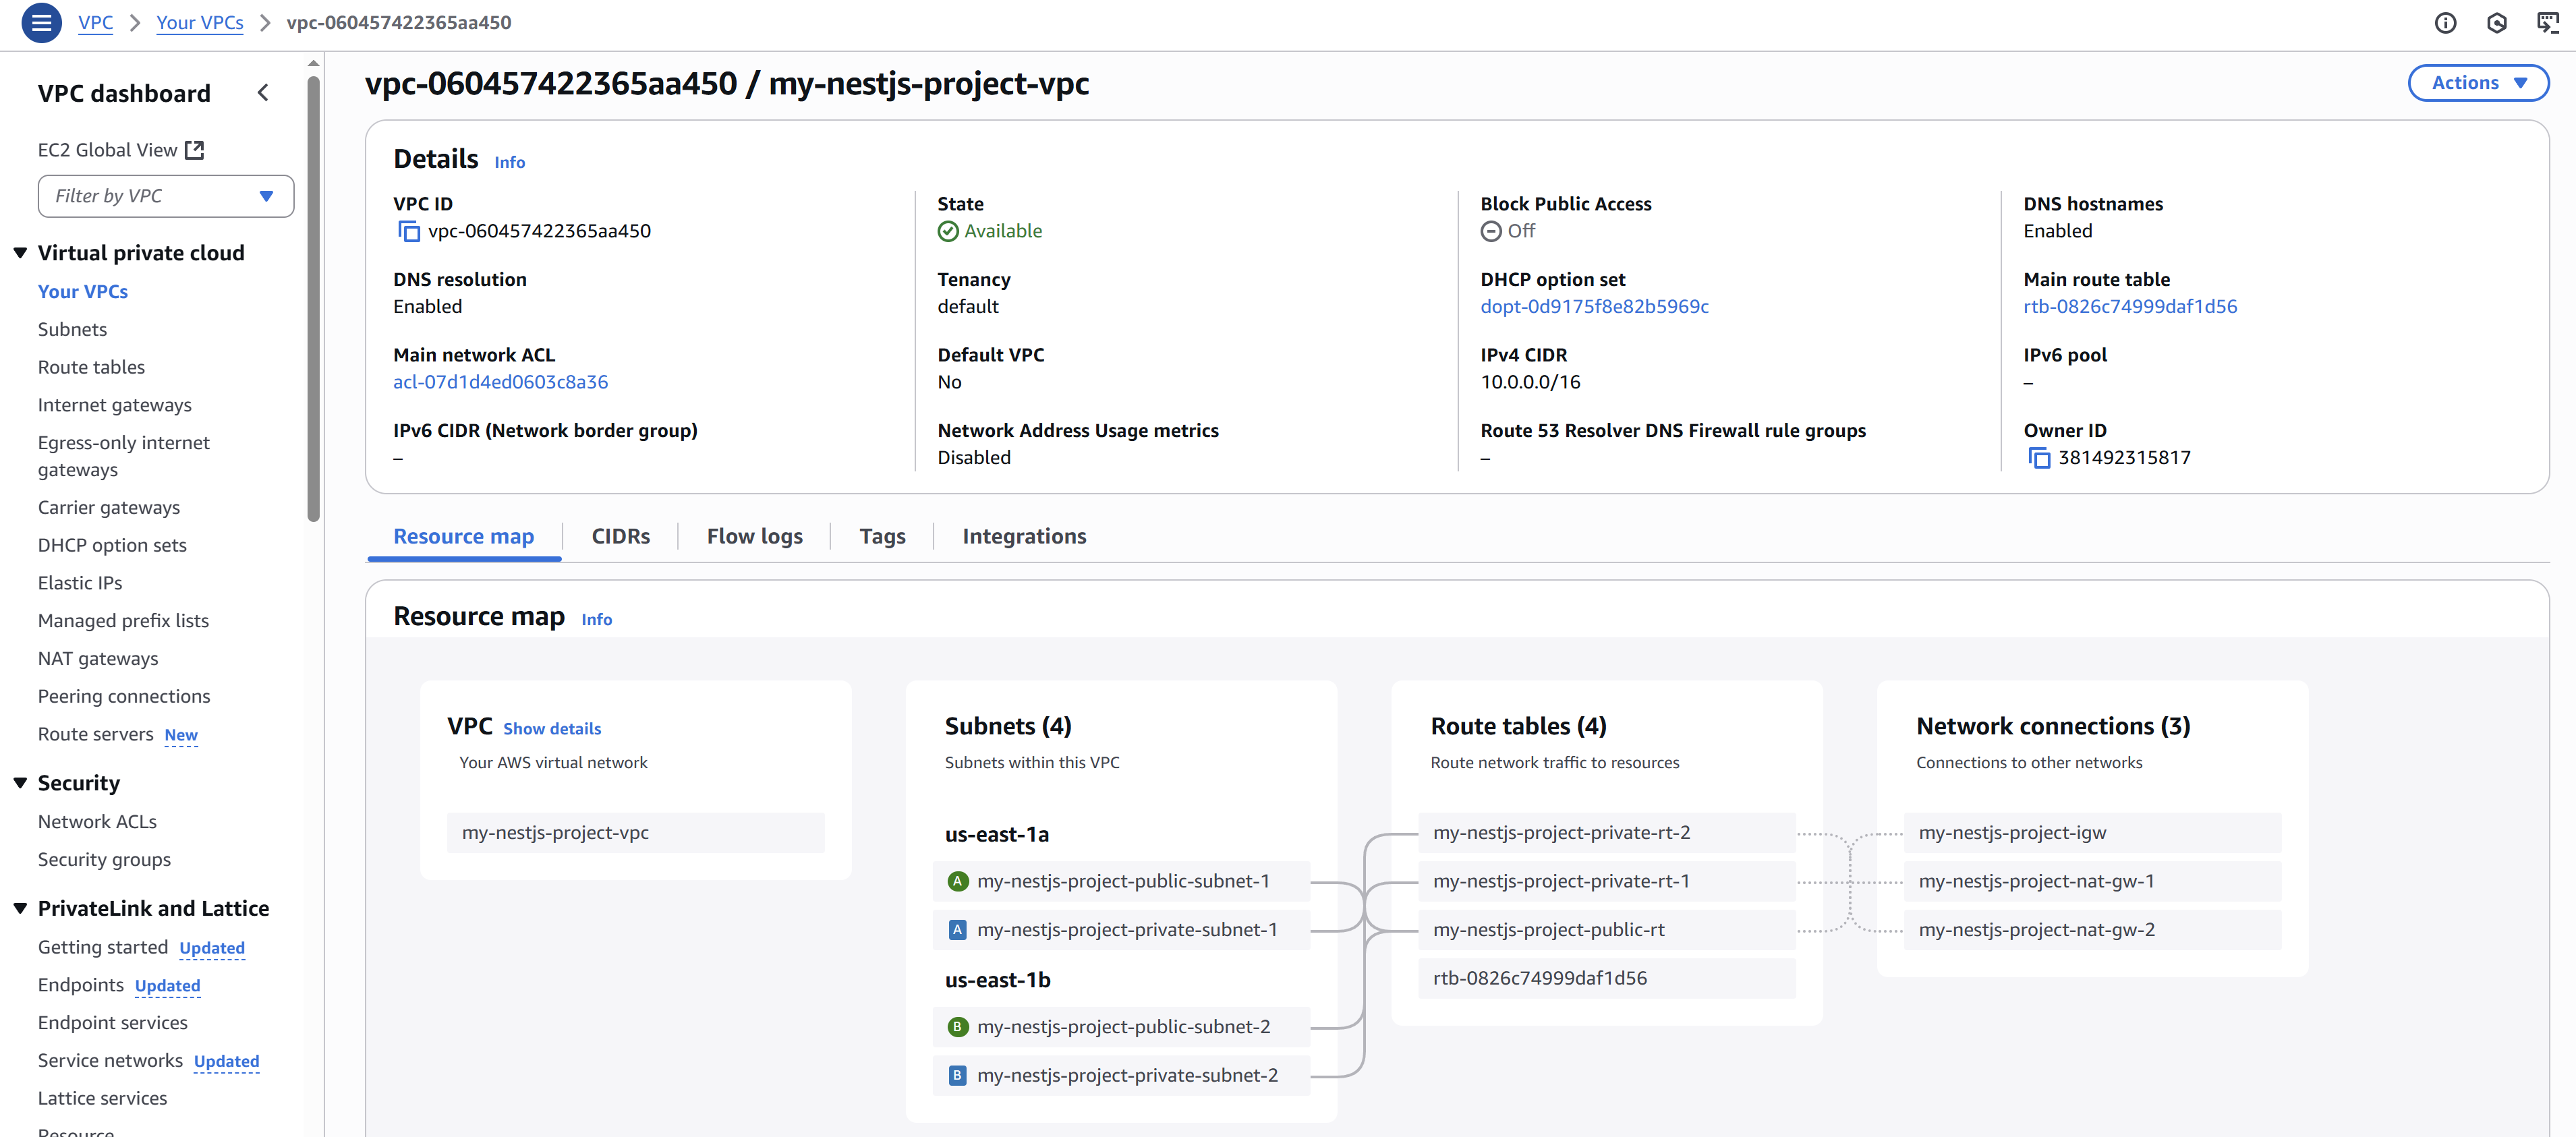 VPC
Your VPCs
vpc-060457422365aa450
VPC dashboard
EC2 Global View
Filter by VPC
Virtual private cloud
Your VPCs
Subnets
Route tables
Internet gateways
Egress-only internet
gateways
Carrier gateways
DHCP option sets
Elastic IPs
Managed prefix lists
NAT gateways
Peering connections
Route servers New
Security
Network ACLs
Security groups
PrivateLink and Lattice
Getting started Updated
Endpoints Updated
Endpoint services
Service networks Updated
Lattice services
Resource
vpc-060457422365aa450 / my-nestjs-project-vpc
Actions
Details Info
VPC ID
vpc-060457422365aa450
State
Available
Block Public Access
Off
DNS hostnames
Enabled
DNS resolution
Enabled
Tenancy
default
DHCP option set
dopt-0d9175f8e82b5969c
Main route table
rtb-0826c74999daf1d56
Main network ACL
acl-07d1d4ed0603c8a36
Default VPC
No
IPv4 CIDR
10.0.0.0/16
IPv6 pool
–
IPv6 CIDR (Network border group)
–
Network Address Usage metrics
Disabled
Route 53 Resolver DNS Firewall rule groups
–
Owner ID
381492315817
Resource map
CIDRs
Flow logs
Tags
Integrations
Resource map Info
VPC Show details
Your AWS virtual network
my-nestjs-project-vpc
Subnets (4)
Subnets within this VPC
us-east-1a
A my-nestjs-project-public-subnet-1
A my-nestjs-project-private-subnet-1
us-east-1b
B my-nestjs-project-public-subnet-2
B my-nestjs-project-private-subnet-2
Route tables (4)
Route network traffic to resources
my-nestjs-project-private-rt-2
my-nestjs-project-private-rt-1
my-nestjs-project-public-rt
rtb-0826c74999daf1d56
Network connections (3)
Connections to other networks
my-nestjs-project-igw
my-nestjs-project-nat-gw-1
my-nestjs-project-nat-gw-2